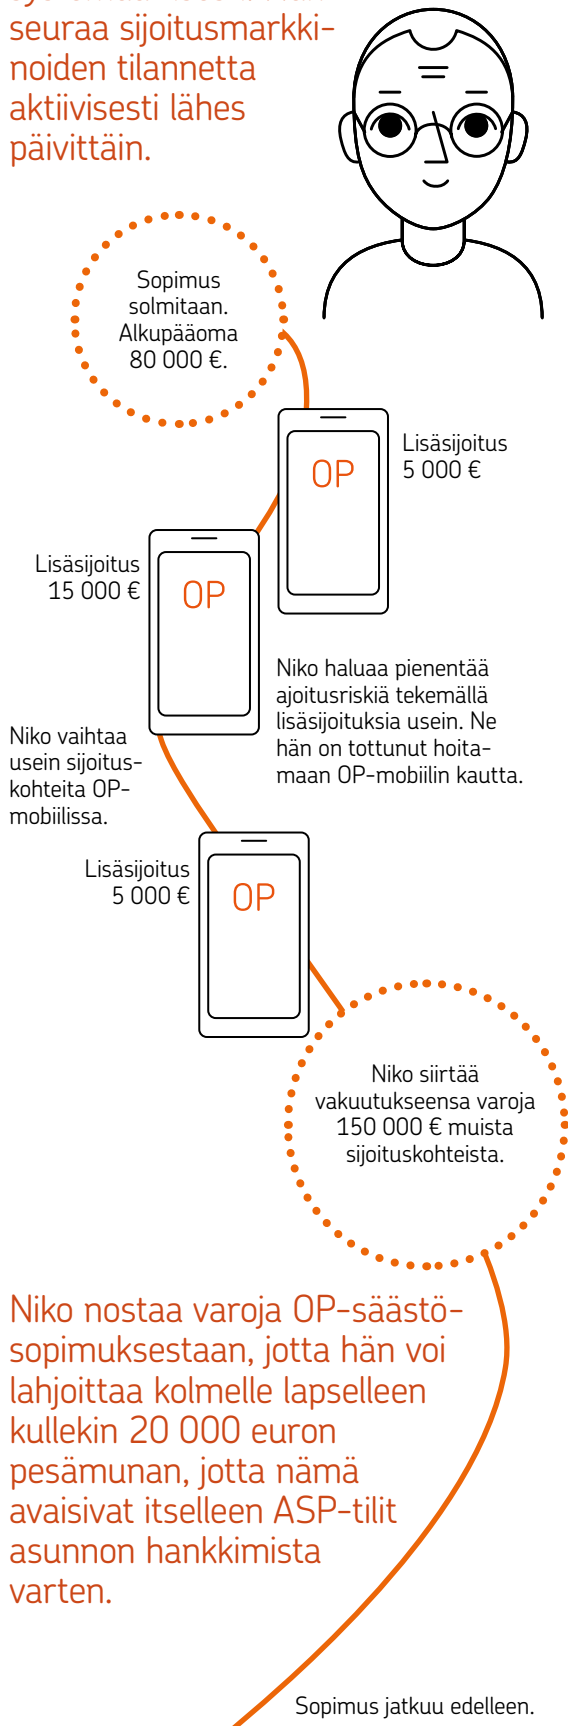 seuraa sijoitusmarkki-
noiden tilannetta
aktiivisesti lähes
päivittäin.
Sopimus
solmitaan.
Alkupääoma
80 000 €.
Lisäsijoitus
5 000 €
OP
Lisäsijoitus
15 000 €
OP
Niko haluaa pienentää
ajoitusriskiä tekemällä
lisäsijoituksia usein. Ne
hän on tottunut hoita-
maan OP-mobiilin kautta.
Niko vaihtaa
usein sijoitus-
kohteita OP-
mobiilissa.
Lisäsijoitus
5 000 €
OP
Niko siirtää
vakuutukseensa varoja
150 000 € muista
sijoituskohteista.
Niko nostaa varoja OP-säästö-
sopimuksestaan, jotta hän voi
lahjoittaa kolmelle lapselleen
kullekin 20 000 euron
pesämunan, jotta nämä
avaisivat itselleen ASP-tilit
asunnon hankkimista
varten.
Sopimus jatkuu edelleen.